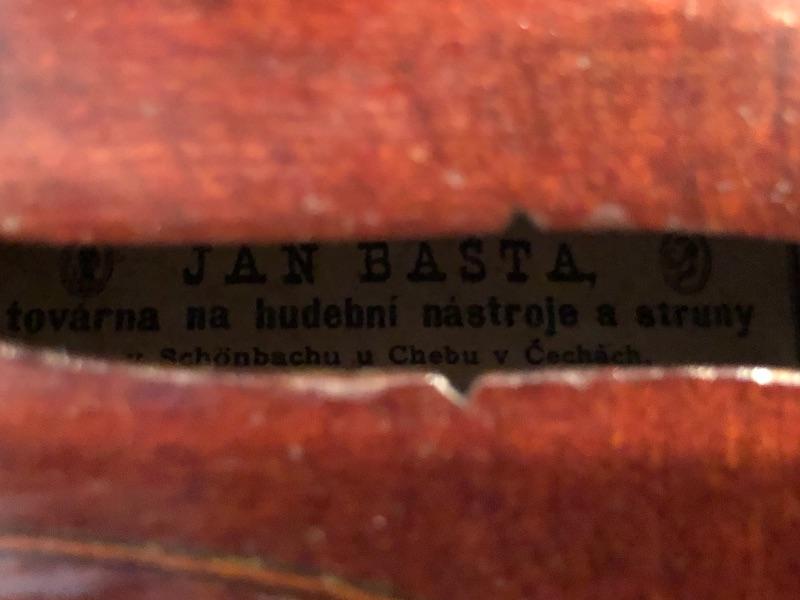 JAN BASTA,
továrna na hudební nástroje a struny
v Schönbachu u Chebu v Čechách.